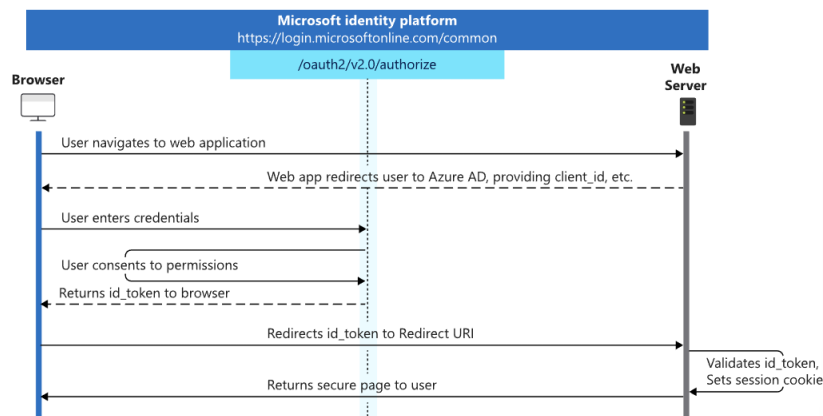 Microsoft identity platform
https://login.microsoftonline.com/common
/oauth2/v2.0/authorize
Browser
Web
Server
User navigates to web application
Web app redirects user to Azure AD, providing client_id, etc.
User enters credentials
User consents to permissions
Returns id_token to browser
Redirects id_token to Redirect URI
Validates id_token,
Sets session cookie
Returns secure page to user